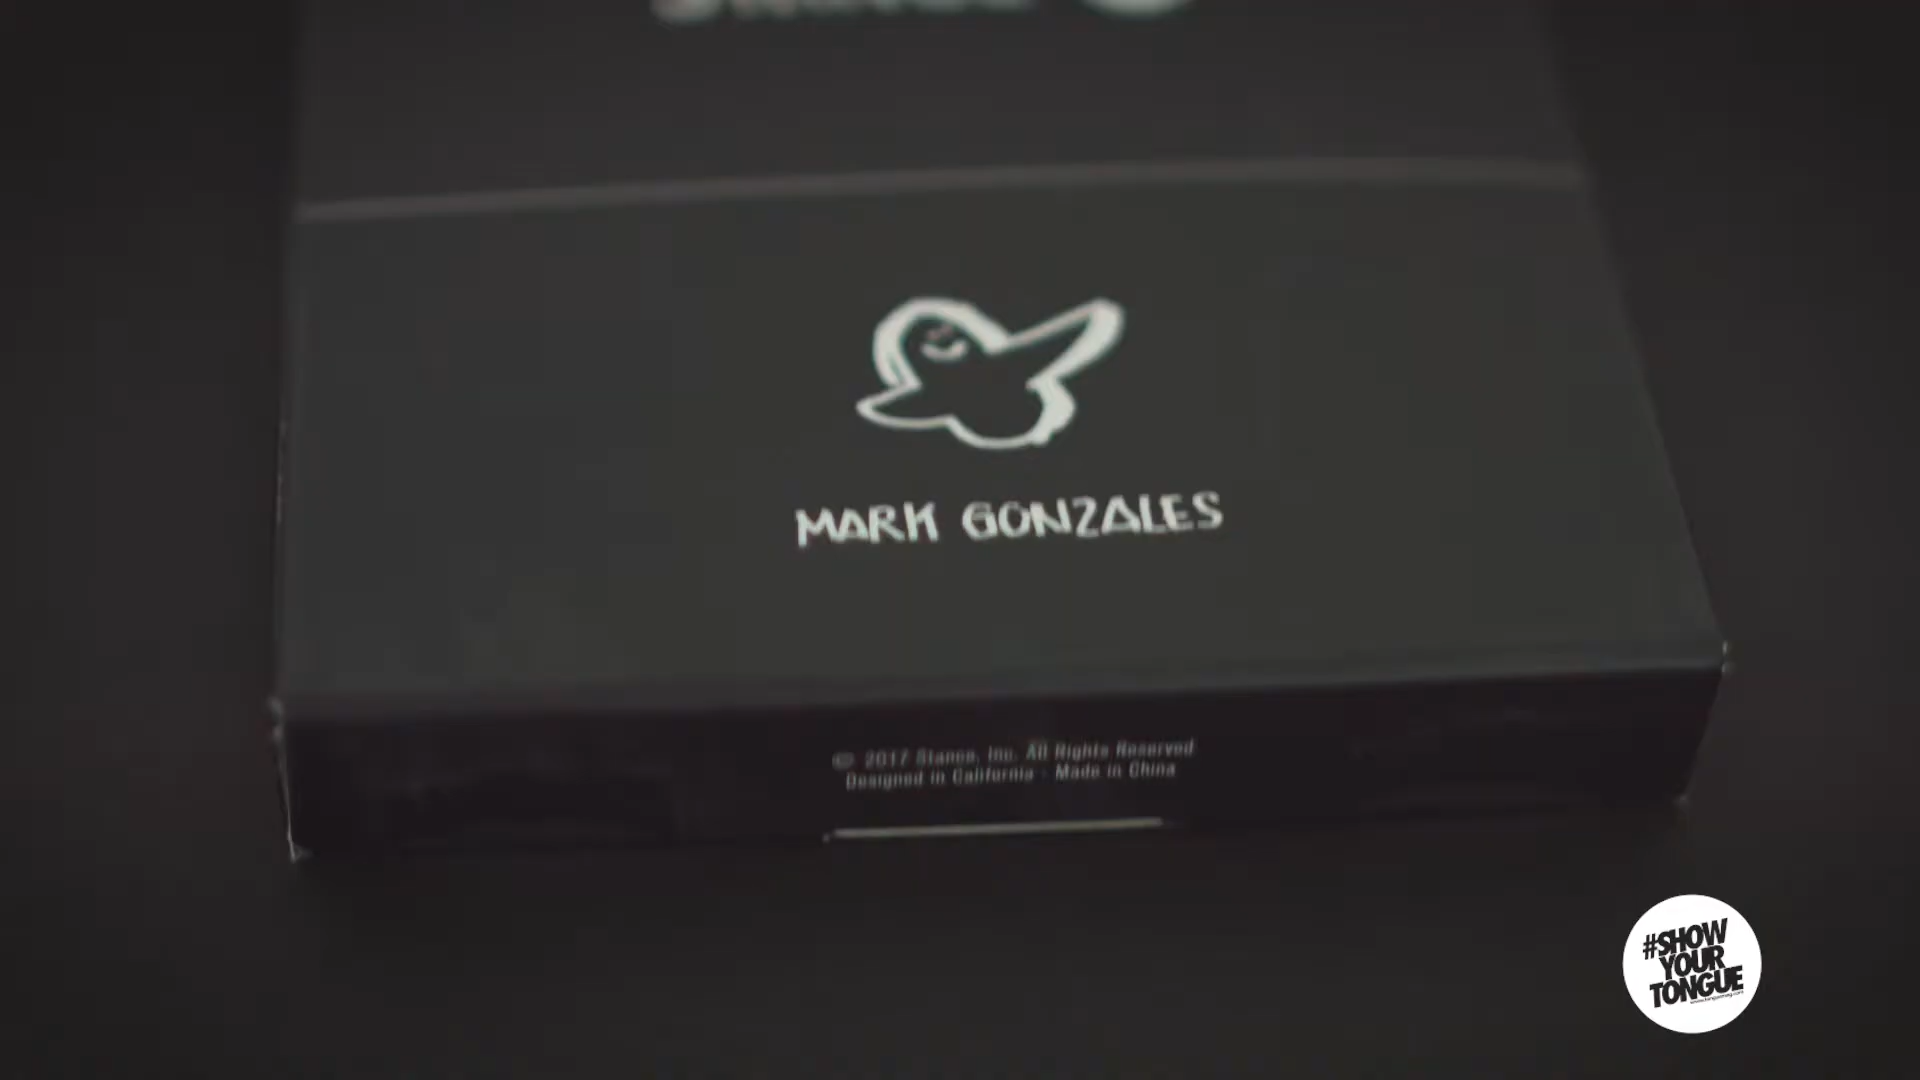 MARK GONZALES
© 2017 Stance, Inc. All Rights Reserved
Designed in California · Made in China
#SHOW
YOUR
TONGUE